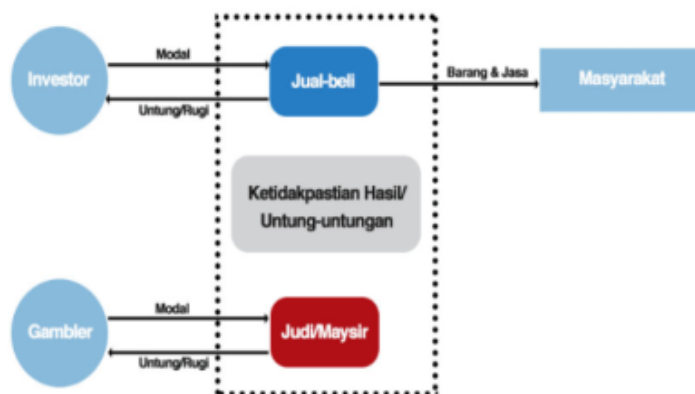 Modal
Investor
Jual-beli
Barang & Jasa
Masyarakat
Untung/Rugi
Ketidakpastian Hasil/
Untung-untungan
Modal
Gambler
Judi/Maysir
Untung/Rugi